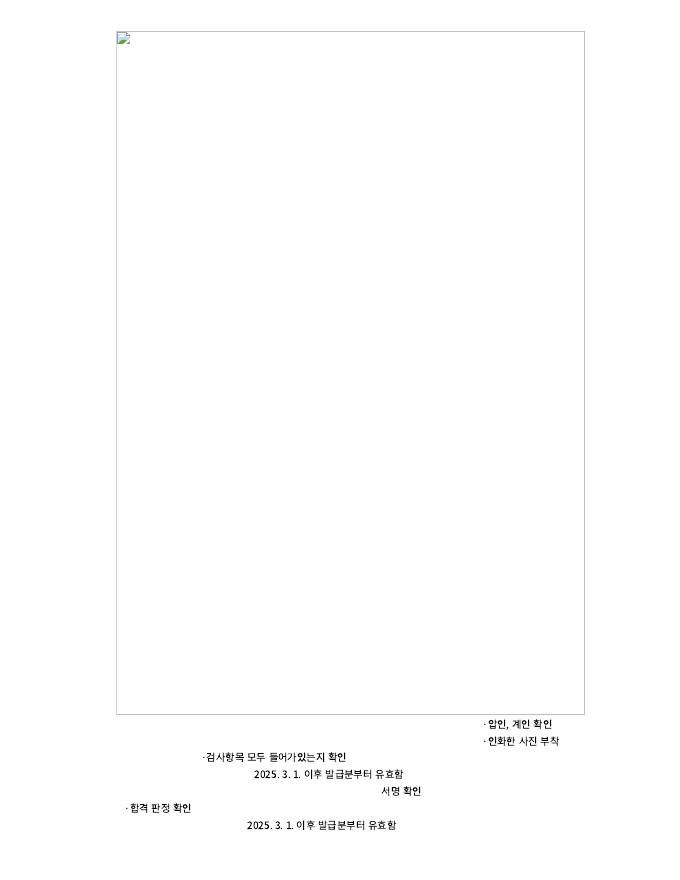 · 압인, 계인 확인
· 인화한 사진 부착
· 검사항목 모두 들어가있는지 확인
2025. 3. 1. 이후 발급분부터 유효함
서명 확인
· 합격 판정 확인
2025. 3. 1. 이후 발급분부터 유효함